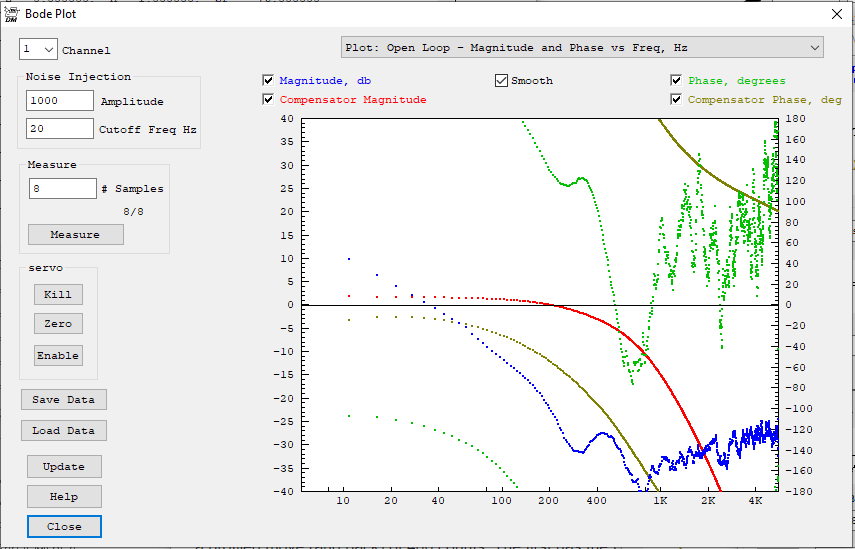 Bode Plot
1 Channel
Plot: Open Loop - Magnitude and Phase vs Freq, Hz
Noise Injection
1000 Amplitude
20 Cutoff Freq Hz
Magnitude, db
Smooth
Phase, degrees
Compensator Magnitude
Compensator Phase, deg
Measure
8 # Samples
8/8
Measure
servo
Kill
Zero
Enable
Save Data
Load Data
Update
Help
Close
40
35
30
25
20
15
10
5
0
-5
-10
-15
-20
-25
-30
-35
-40
180
160
140
120
100
80
60
40
20
0
-20
-40
-60
-80
-100
-120
-140
-160
-180
10 20 40 100 200 400 1K 2K 4K